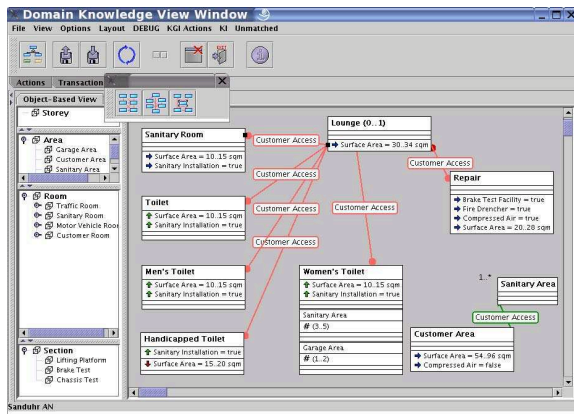 Domain Knowledge View Window
File View Options Layout DEBUG KGI Actions KI Unmatched
Actions Transaction
Object-Based View
Storey
Area
Garage Area
Customer Area
Sanitary Area
Room
Traffic Room
Sanitary Room
Motor Vehicle Room
Customer Room
Section
Lifting Platform
Brake Test
Chassis Test
Lounge (0..1)
Surface Area = 30..34 sqm
Sanitary Room
Surface Area = 10..15 sqm
Sanitary Installation = true
Customer Access
Customer Access
Repair
Brake Test Facility = true
Fire Drencher = true
Compressed Air = true
Surface Area = 20..28 sqm
Customer Access
Toilet
Surface Area = 10..15 sqm
Sanitary Installation = true
Customer Access
Customer Access
Customer Access
Men's Toilet
Surface Area = 10..15 sqm
Sanitary Installation = true
Women's Toilet
Surface Area = 10..15 sqm
Sanitary Installation = true
Sanitary Area
# (3..5)
Garage Area
# (1..2)
1..*
Sanitary Area
Customer Access
Handicapped Toilet
Sanitary Installation = true
Surface Area = 15..20 sqm
Customer Area
Surface Area = 54..96 sqm
Compressed Air = false
Sanduhr AN